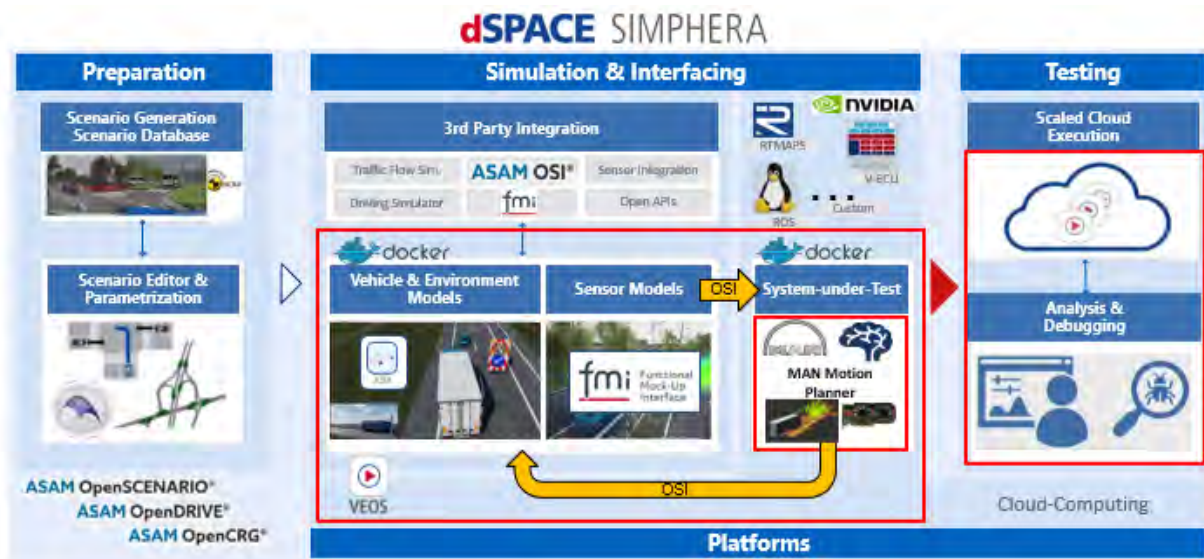 dSPACE SIMPHERA
Preparation
Scenario Generation
Scenario Database
Scenario Editor &
Parametrization
ASAM OpenSCENARIO®
ASAM OpenDRIVE®
ASAM OpenCRG®
Simulation & Interfacing
3rd Party Integration
Traffic Flow Sim.
ASAM OSI®
Sensor Integration
Driving Simulator
fmi
Open APIs
RTMAPS
NVIDIA
V-ECU
ROS
Custom
docker
docker
Vehicle & Environment
Models
Sensor Models
OSI
System-under-Test
ASM
fmi
Functional
Mock-Up
Interface
MAN Motion
Planner
OSI
VEOS
Testing
Scaled Cloud
Execution
Analysis &
Debugging
Cloud-Computing
Platforms